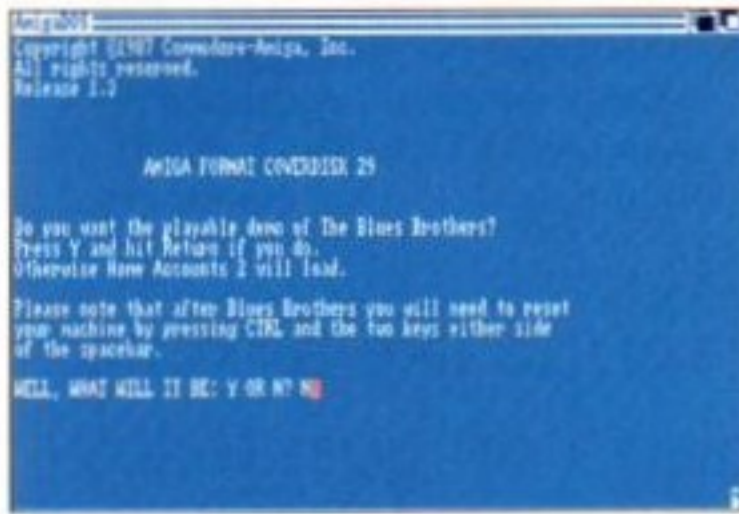 AmigaDOS
Copyright ©1987 Commodore-Amiga, Inc.
All rights reserved.
Release 1.3
AMIGA FORMAT COVERDISK 29
Do you want the playable demo of The Blues Brothers?
Press Y and hit Return if you do.
Otherwise Home Accounts 2 will load.
Please note that after Blues Brothers you will need to reset
your machine by pressing CTRL and the two keys either side
of the spacebar.
WELL, WHAT WILL IT BE: Y OR N? N